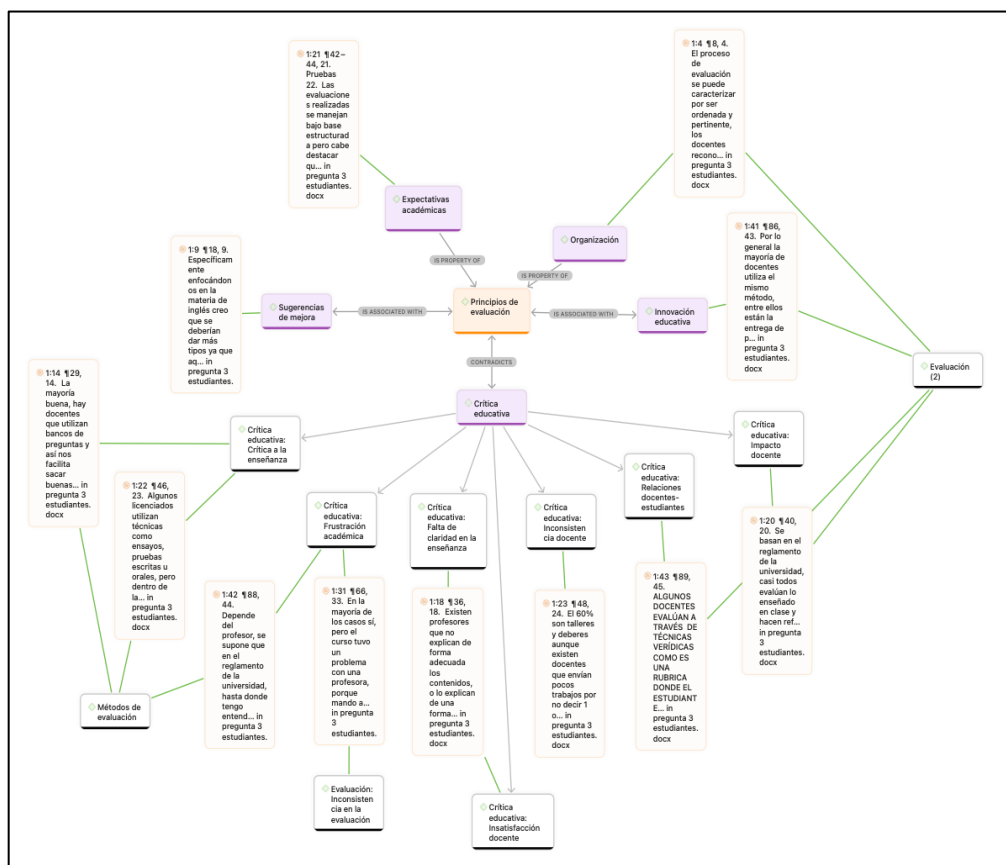 1:21 ¶42–
44, 21.
Pruebas
22. Las
evaluacione
s realizadas
se manejan
bajo base
estructurad
a pero cabe
destacar
qu... in
pregunta 3
estudiantes.
docx
1:4 ¶8, 4.
El proceso
de
evaluación
se puede
caracterizar
por ser
ordenada y
pertinente,
los
docentes
recono... in
pregunta 3
estudiantes.
docx
Expectativas
académicas
Organización
IS PROPERTY OF
IS PROPERTY OF
1:9 ¶18, 9.
Específicam
ente
enfocándon
os en la
materia de
inglés creo
que se
deberían
dar más
tipos ya que
aq... in
pregunta 3
estudiantes.
docx
Sugerencias
de mejora
IS ASSOCIATED WITH
Principios de
evaluación
IS ASSOCIATED WITH
Innovación
educativa
1:41 ¶86,
43. Por lo
general la
mayoría de
docentes
utiliza el
mismo
método,
entre ellos
están la
entrega de
p... in
pregunta 3
estudiantes.
docx
Evaluación
(2)
CONTRADICTS
Crítica
educativa
1:14 ¶29,
14. La
mayoría
buena, hay
docentes
que utilizan
bancos de
preguntas y
así nos
facilita
sacar
buenas... in
pregunta 3
estudiantes.
docx
Crítica
educativa:
Crítica a la
enseñanza
Crítica
educativa:
Impacto
docente
Crítica
educativa:
Relaciones
docentes-
estudiantes
1:22 ¶46,
23. Algunos
licenciados
utilizan
técnicas
como
ensayos,
pruebas
escritas u
orales, pero
dentro de
la... in
pregunta 3
estudiantes.
docx
Crítica
educativa:
Frustración
académica
Crítica
educativa:
Falta de
claridad en la
enseñanza
Crítica
educativa:
Inconsisten
cia docente
1:20 ¶40,
20. Se
basan en el
reglamento
de la
universidad,
casi todos
evalúan lo
enseñado
en clase y
hacen ref...
in pregunta
3
estudiantes.
docx
1:42 ¶88,
44.
Depende
del
profesor, se
supone que
en el
reglamento
de la
universidad,
hasta donde
tengo
entend... in
pregunta 3
estudiantes.
1:31 ¶66,
33. En la
mayoría de
los casos sí,
pero el
curso tuvo
un
problema
con una
profesora,
porque
mando a...
in pregunta
3
estudiantes.
1:18 ¶36,
18. Existen
profesores
que no
explican de
forma
adecuada
los
contenidos,
o lo explican
de una
forma... in
pregunta 3
estudiantes.
docx
1:23 ¶48,
24. El 60%
son talleres
y deberes
aunque
existen
docentes
que envían
pocos
trabajos por
no decir 1
o... in
pregunta 3
estudiantes.
docx
1:43 ¶89,
45. ALGUNOS
DOCENTES
EVALÚAN A
TRAVÉS DE
TÉCNICAS
VERÍDICAS
COMO ES
UNA
RUBRICA
DONDE EL
ESTUDIANT
E... in
pregunta 3
estudiantes.
docx
Métodos de
evaluación
Evaluación:
Inconsisten
cia en la
evaluación
Crítica
educativa:
Insatisfacción
docente